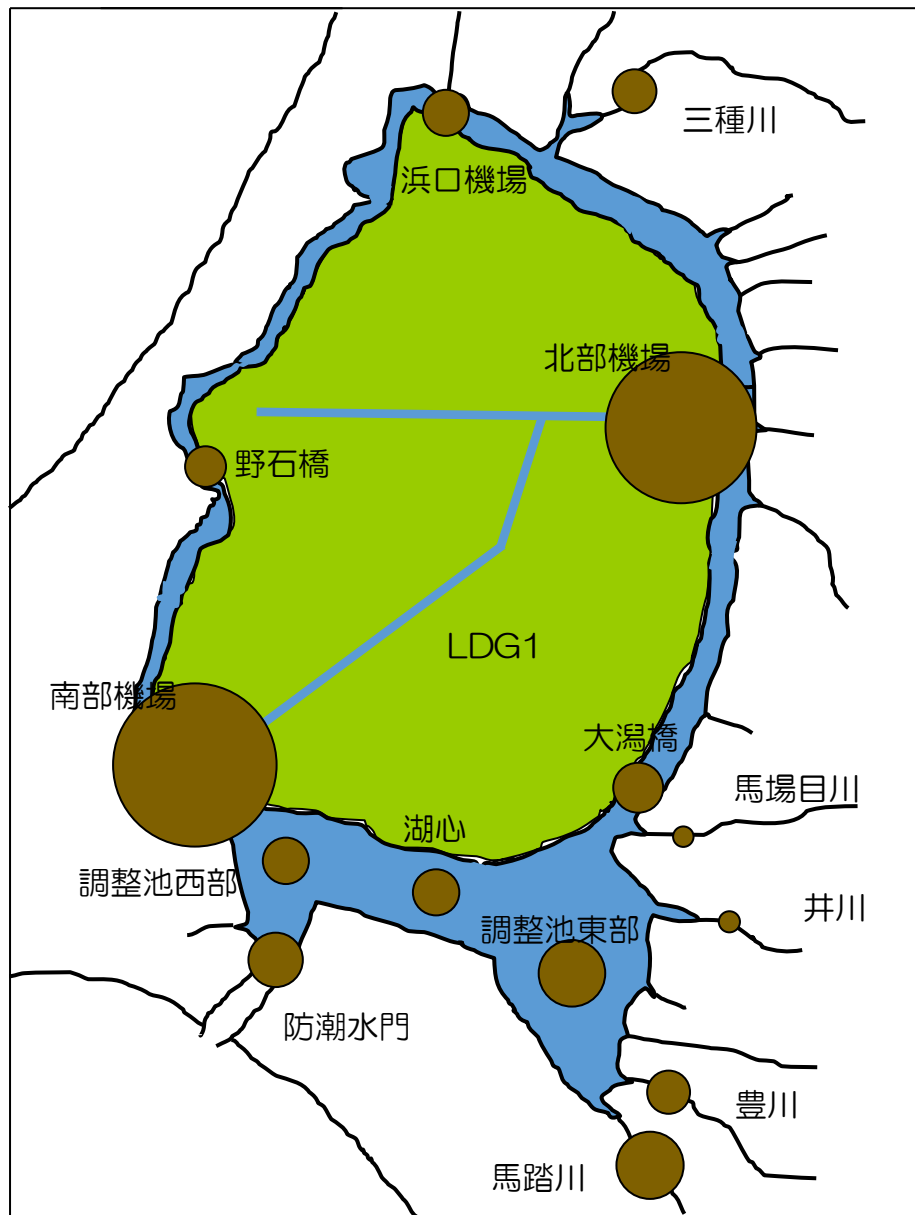 三種川
浜口機場
北部機場
野石橋
LDG1
南部機場
大潟橋
馬場目川
湖心
調整池西部
井川
調整池東部
防潮水門
豊川
馬踏川